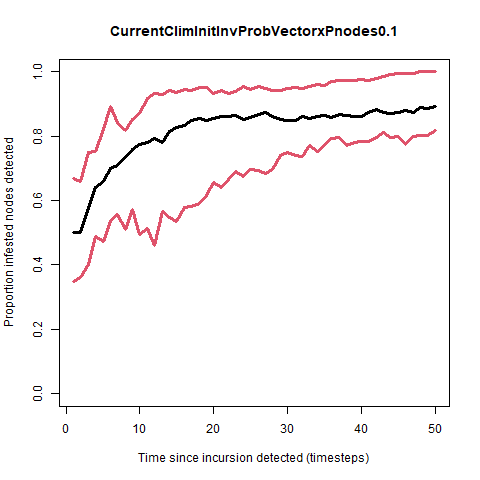 CurrentClimInitInvProbVectorxPnodes0.1
Proportion infested nodes detected
1.0
0.8
0.6
0.4
0.2
0.0
0 10 20 30 40 50
Time since incursion detected (timesteps)